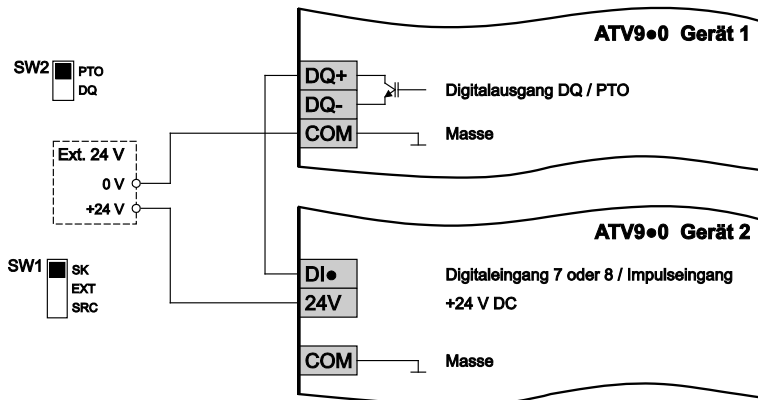 ATV9●0 Gerät 1
SW2
PTO
DQ
DQ+
DQ-
COM
Digitalausgang DQ / PTO
Masse
Ext. 24 V
0 V
+24 V
ATV9●0 Gerät 2
SW1
SK
EXT
SRC
DI●
Digitaleingang 7 oder 8 / Impulseingang
24V
+24 V DC
COM
Masse